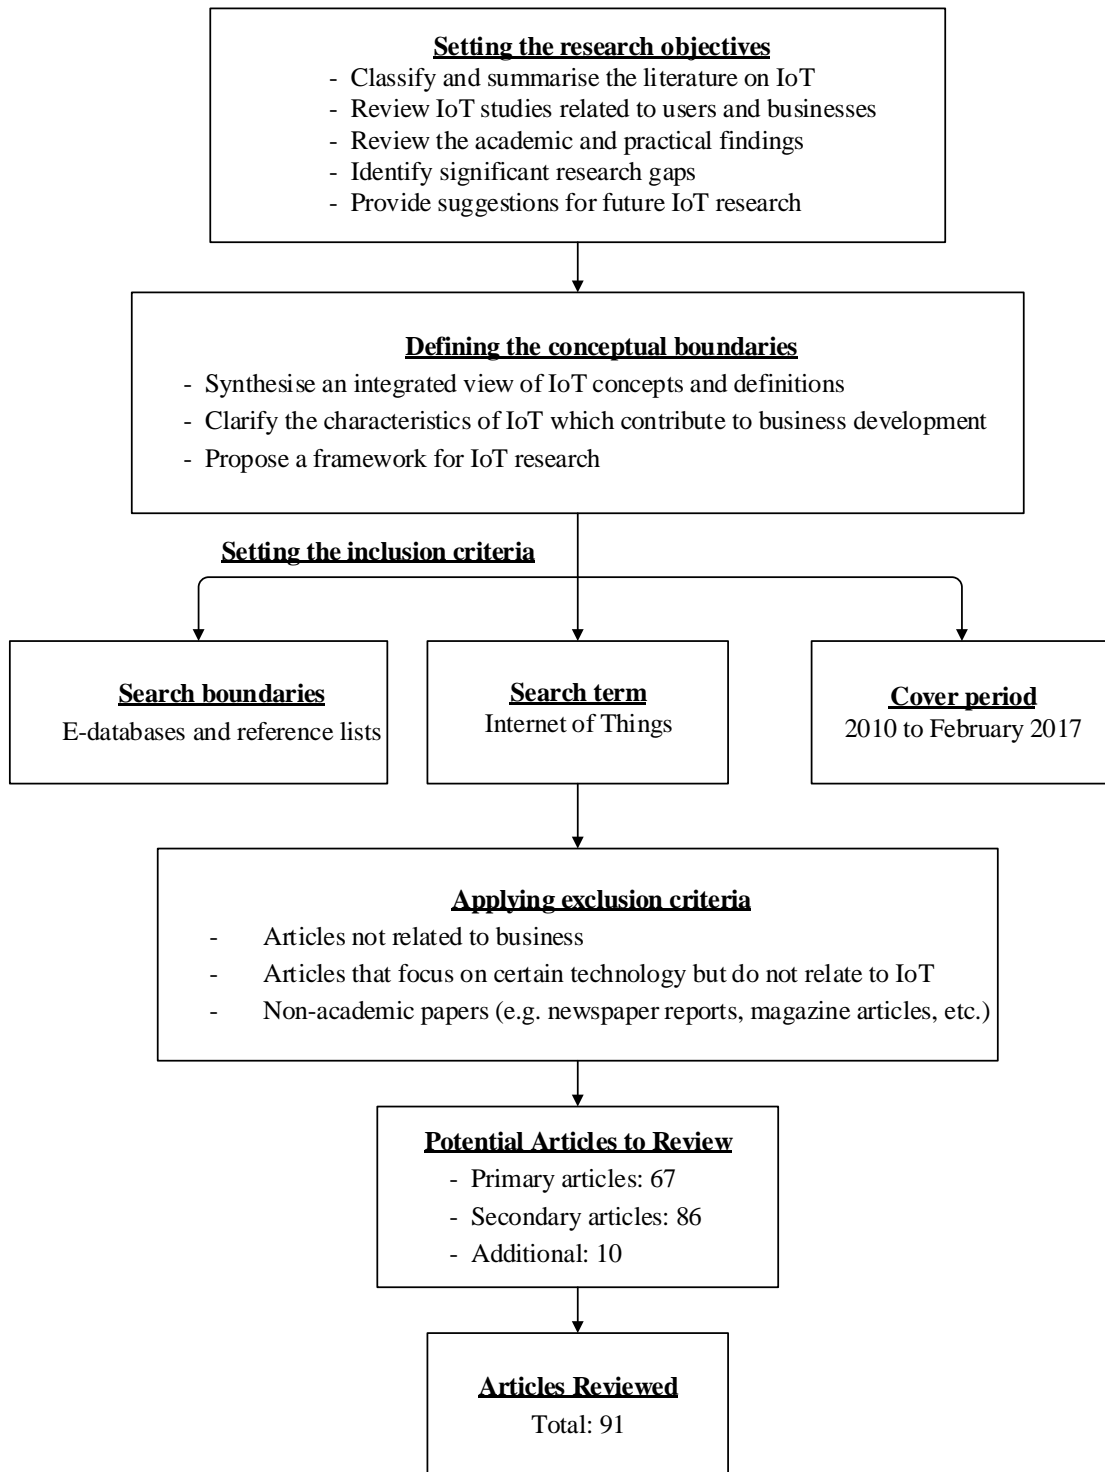 Setting the research objectives
- Classify and summarise the literature on IoT
- Review IoT studies related to users and businesses
- Review the academic and practical findings
- Identify significant research gaps
- Provide suggestions for future IoT research
Defining the conceptual boundaries
- Synthesise an integrated view of IoT concepts and definitions
- Clarify the characteristics of IoT which contribute to business development
- Propose a framework for IoT research
Setting the inclusion criteria
Search boundaries
E-databases and reference lists
Search term
Internet of Things
Cover period
2010 to February 2017
Applying exclusion criteria
- Articles not related to business
- Articles that focus on certain technology but do not relate to IoT
- Non-academic papers (e.g. newspaper reports, magazine articles, etc.)
Potential Articles to Review
- Primary articles: 67
- Secondary articles: 86
- Additional: 10
Articles Reviewed
Total: 91